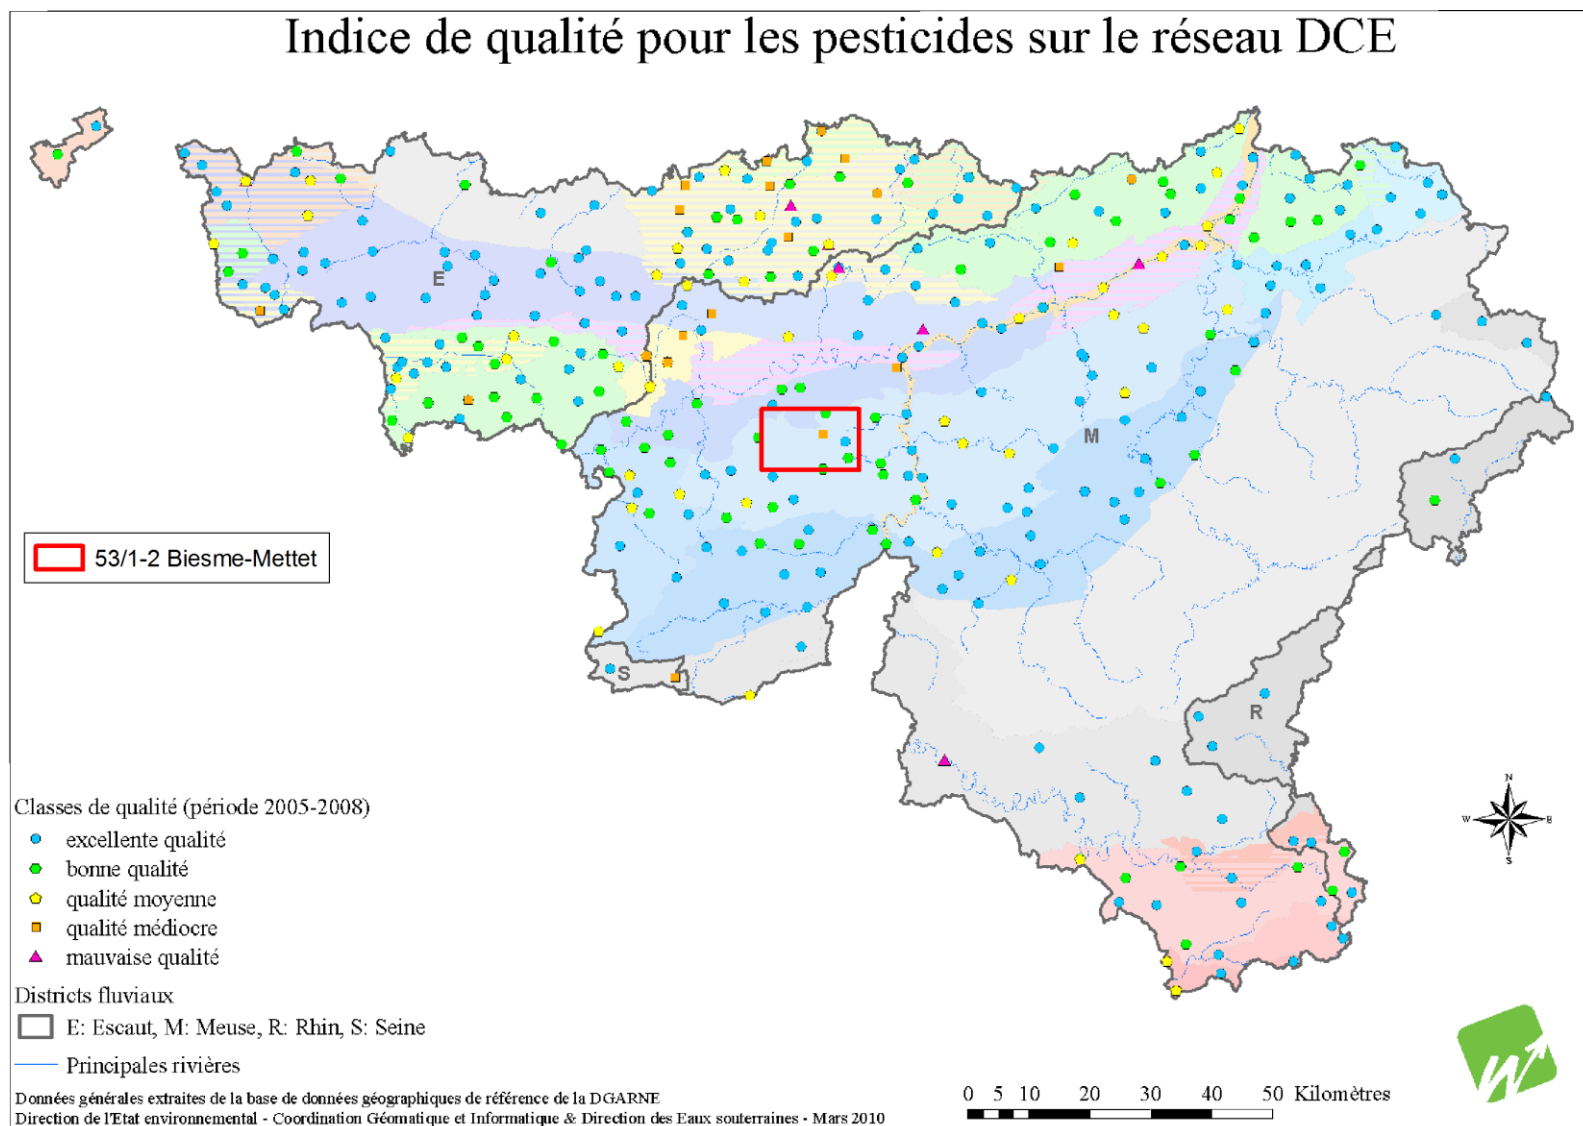 Indice de qualité pour les pesticides sur le réseau DCE
E
M
53/1-2 Biesme-Mettet
S
R
N
W
E
S
Classes de qualité (période 2005-2008)
excellente qualité
bonne qualité
qualité moyenne
qualité médiocre
mauvaise qualité
Districts fluviaux
E: Escaut, M: Meuse, R: Rhin, S: Seine
Principales rivières
Données générales extraites de la base de données géographiques de référence de la DGARNE
Direction de l'Etat environnemental - Coordination Géomatique et Informatique & Direction des Eaux souterraines - Mars 2010
0 5 10 20 30 40 50 Kilomètres
W